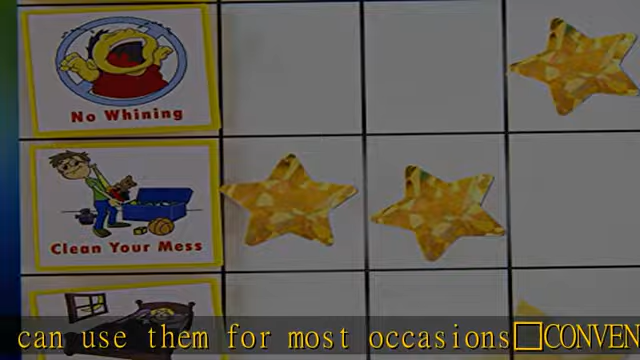 No Whining
Clean Your Mess
can use them for most occasions□CONVEN